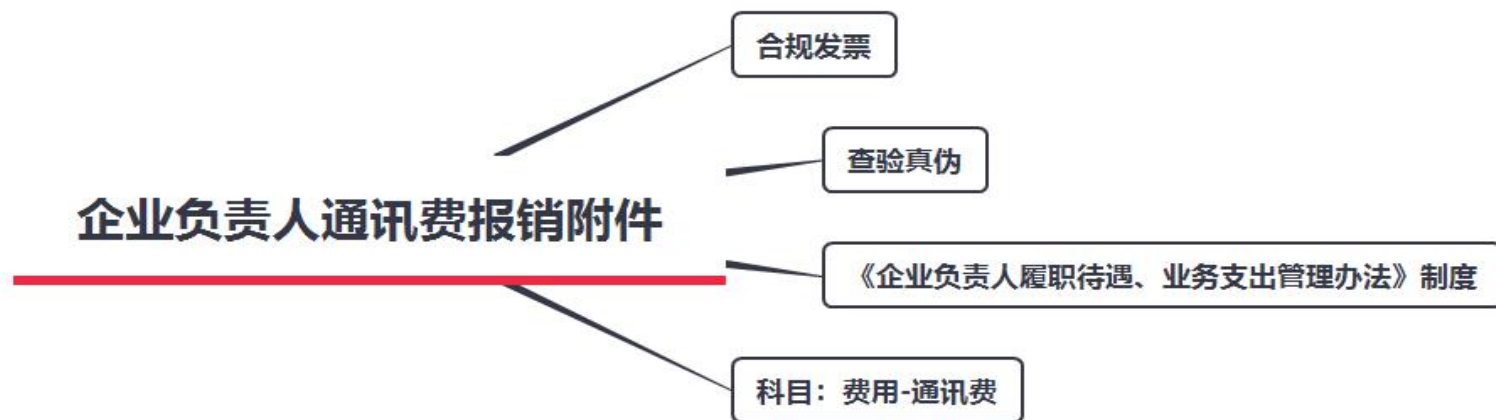 合规发票
查验真伪
企业负责人通讯费报销附件
《企业负责人履职待遇、业务支出管理办法》制度
科目：费用-通讯费